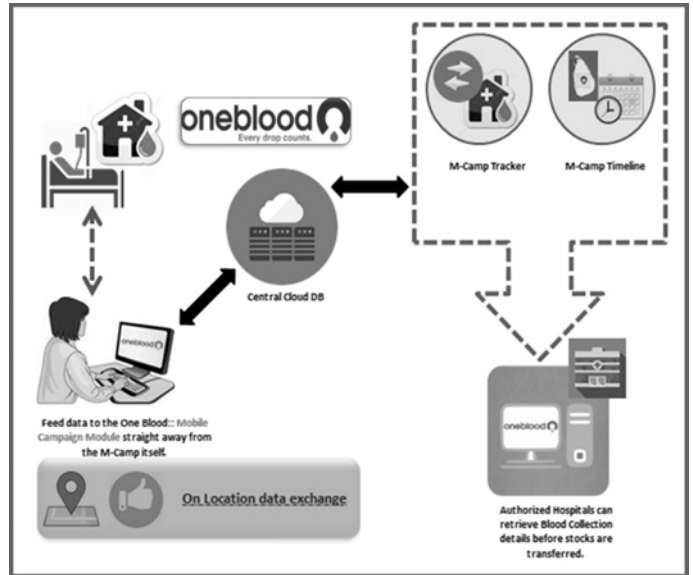 oneblood
Every drop counts.
M-Camp Tracker
M-Camp Timeline
Central Cloud DB
oneblood
Feed data to the One Blood:: Mobile
Campaign Module straight away from
the M-Camp itself.
On Location data exchange
oneblood
Authorized Hospitals can
retrieve Blood Collection
details before stocks are
transferred.